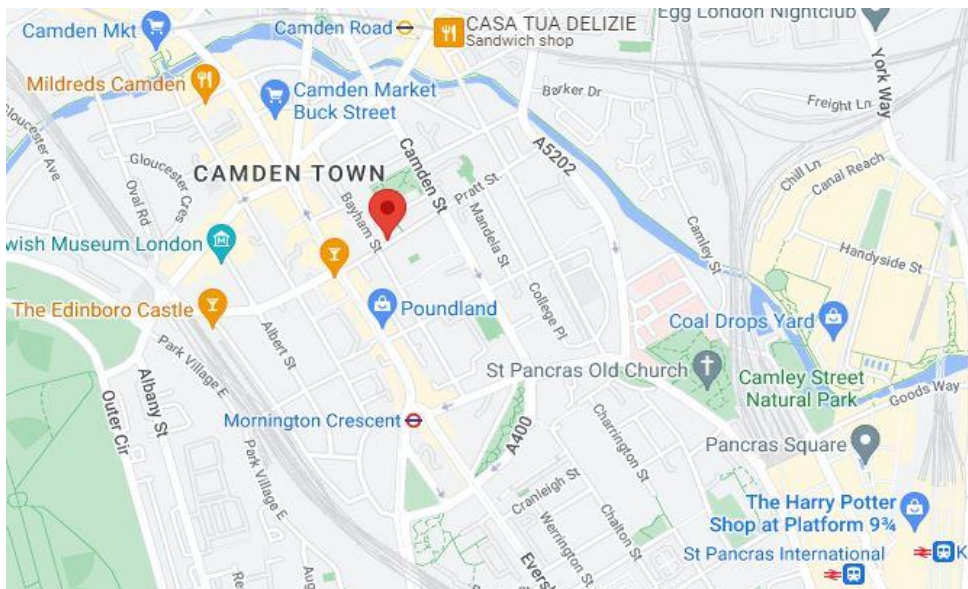 Camden Mkt
Camden Road
CASA TUA DELIZIE
Sandwich shop
Egg London Nightclub
York Way
Mildreds Camden
Camden Market
Buck Street
Barker Dr
Freight Ln
A5202
Gloucester Ave
Gloucester Cres
Oval Rd
CAMDEN TOWN
Camden St
Pratt St
Bayham St
Mandela St
Chill Ln
Canal Reach
Camley St
Handyside St
wish Museum London
The Edinboro Castle
Poundland
College Pl
Coal Drops Yard
Albert St
Park Village E
St Pancras Old Church
Camley Street
Natural Park
Goods Way
Outer Cir
Albany St
Mornington Crescent
A400
Charrington St
Pancras Square
Park Village E
Cranleigh St
Werrington St
Chalton St
The Harry Potter
Shop at Platform 9¾
St Pancras International
K
Eversh
Aug